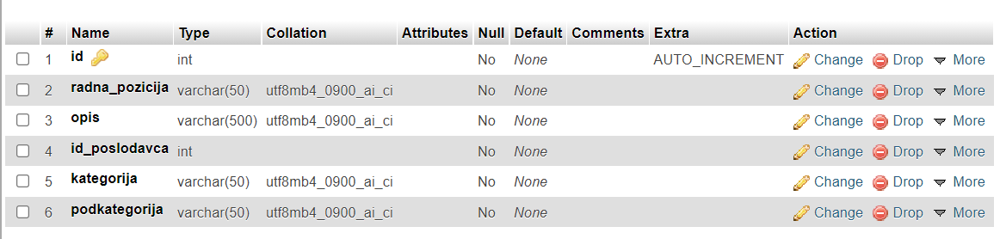 # Name Type Collation Attributes Null Default Comments Extra Action
1 id int No None AUTO_INCREMENT Change Drop More
2 radna_pozicija varchar(50) utf8mb4_0900_ai_ci No None Change Drop More
3 opis varchar(500) utf8mb4_0900_ai_ci No None Change Drop More
4 id_poslodavca int No None Change Drop More
5 kategorija varchar(50) utf8mb4_0900_ai_ci No None Change Drop More
6 podkategorija varchar(50) utf8mb4_0900_ai_ci No None Change Drop More